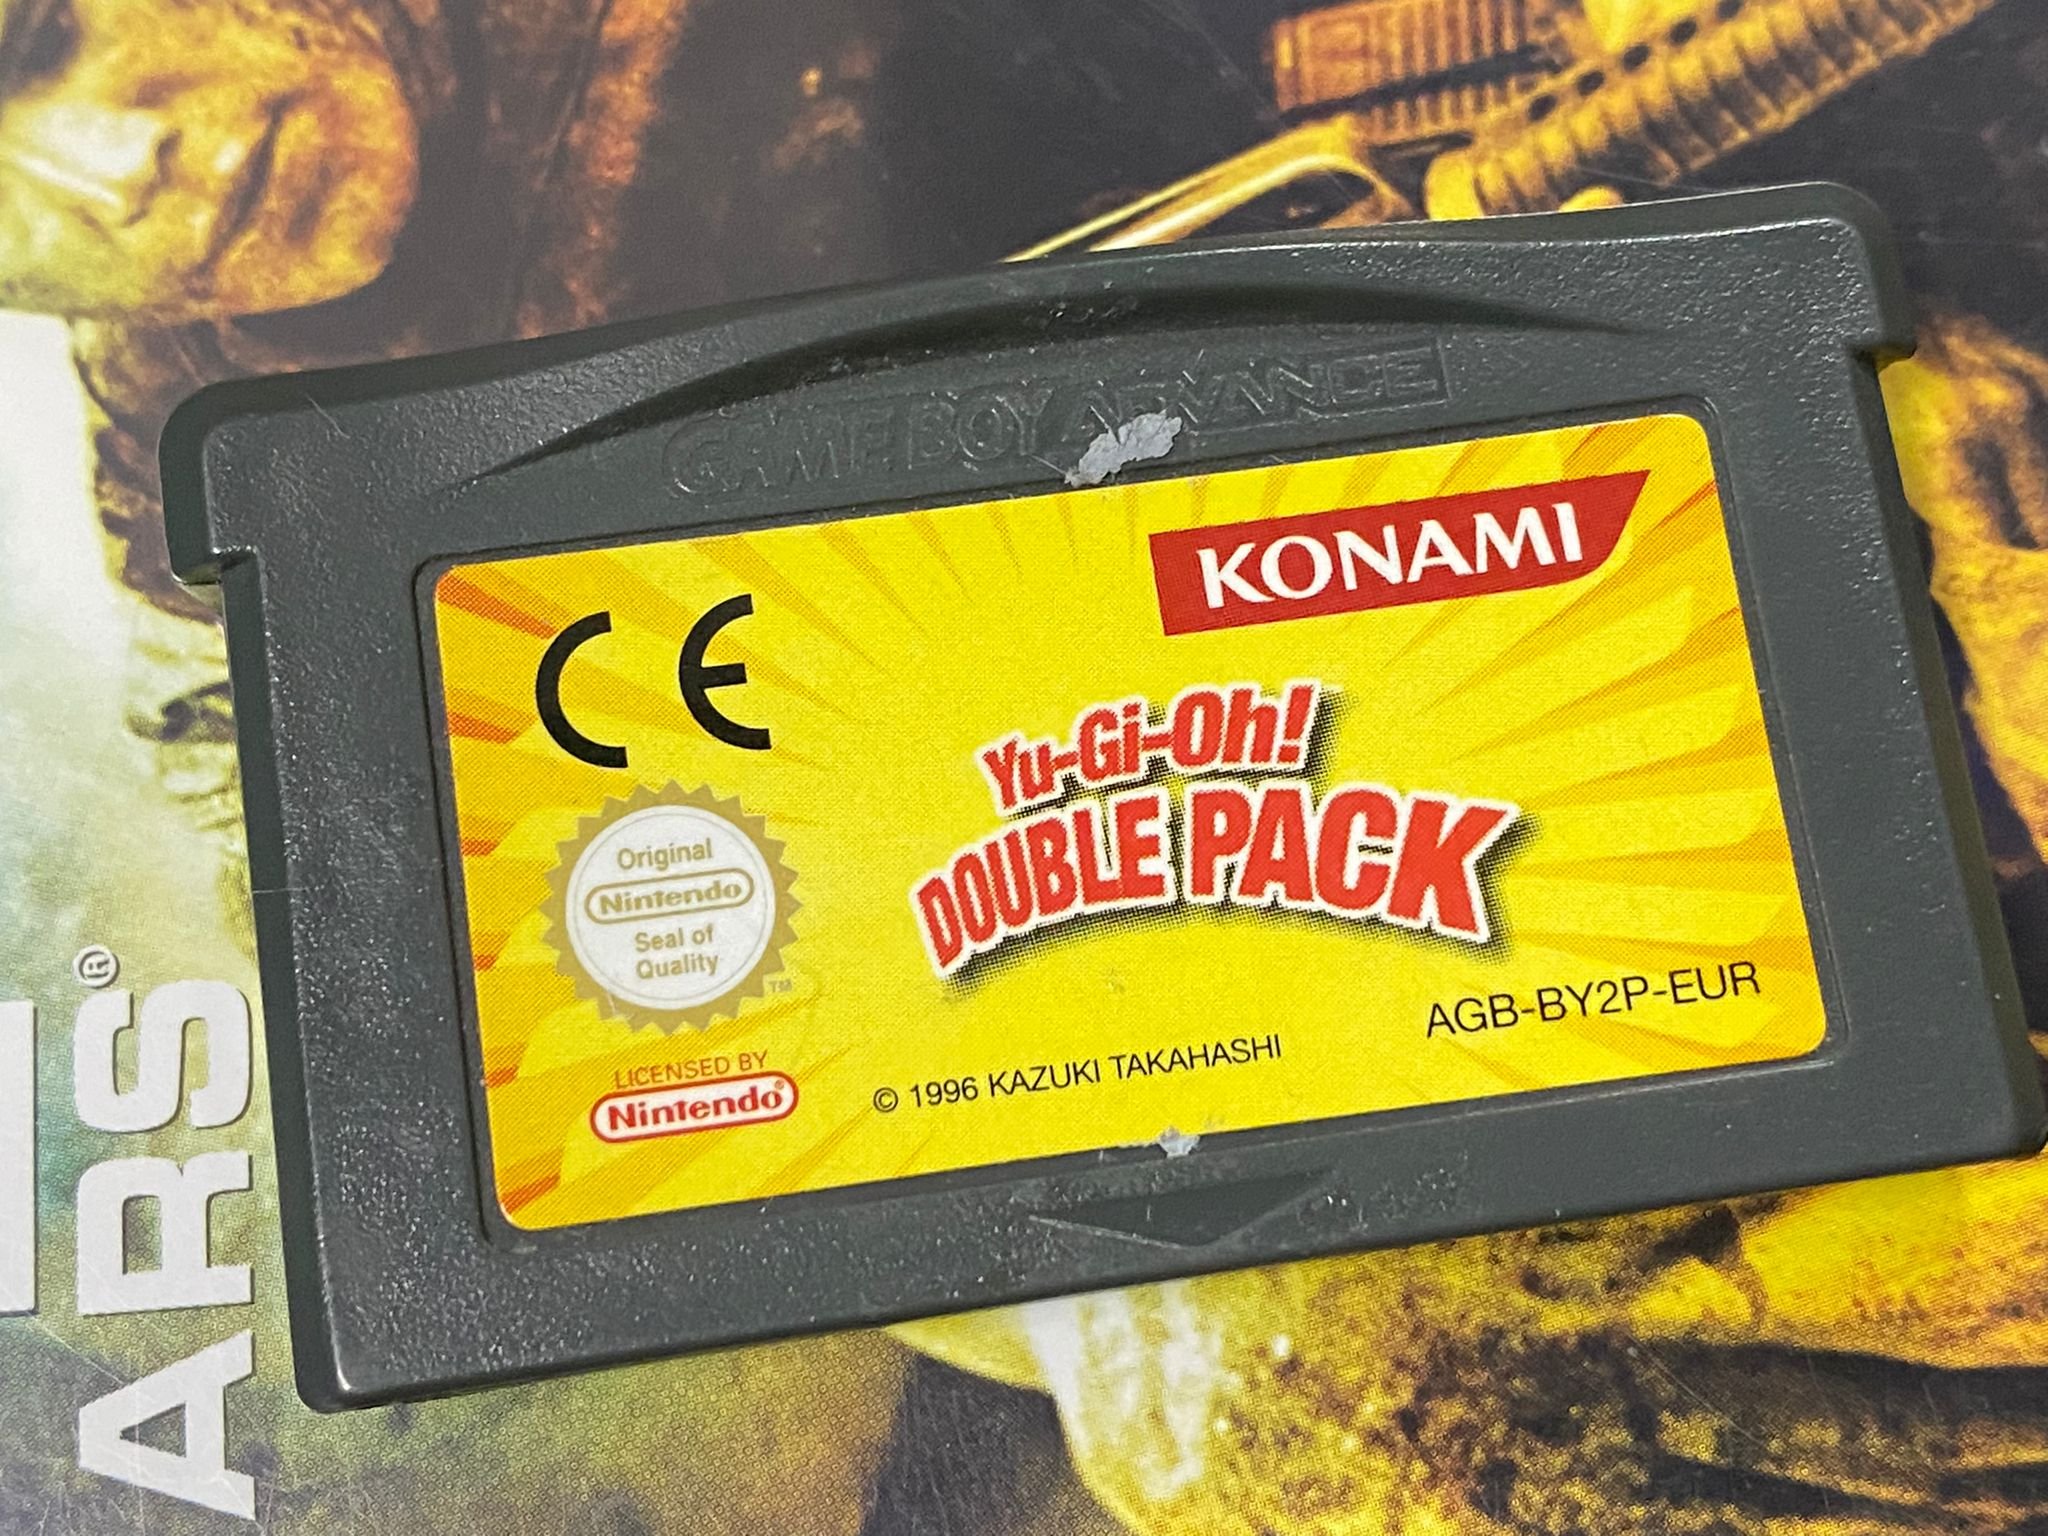 GAME BOY ADVANCE
KONAMI
CE
Yu-Gi-Oh!
DOUBLE PACK
Original
Nintendo
Seal of
Quality
TM
AGB-BY2P-EUR
LICENSED BY
Nintendo®
© 1996 KAZUKI TAKAHASHI
ARS®